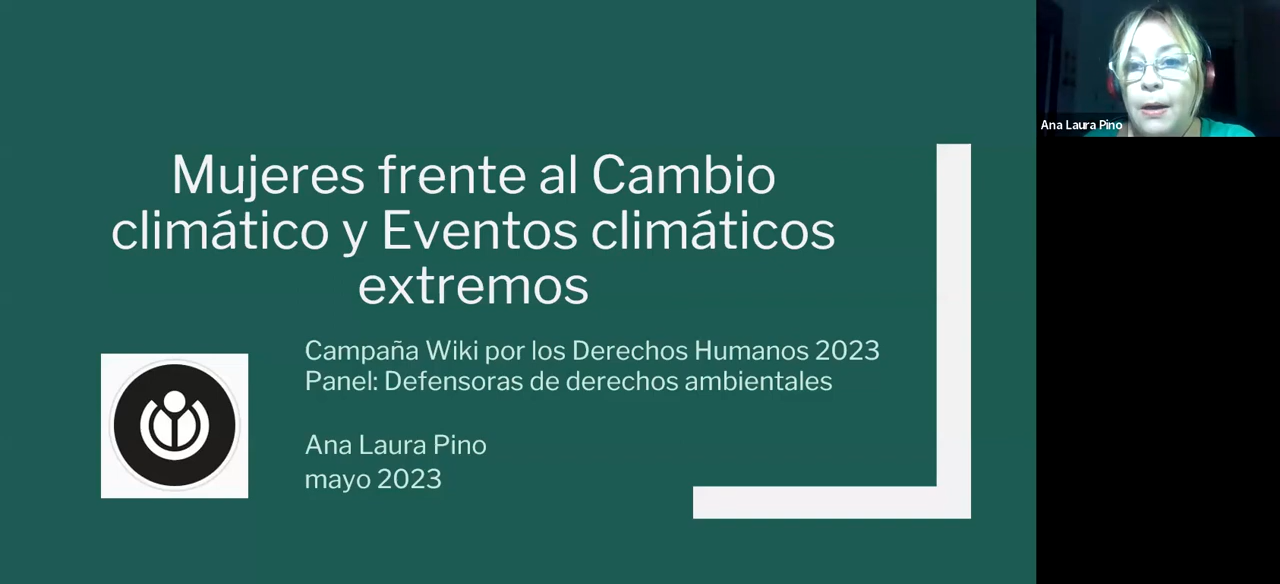 Mujeres frente al Cambio
climático y Eventos climáticos
extremos
Campaña Wiki por los Derechos Humanos 2023
Panel: Defensoras de derechos ambientales
Ana Laura Pino
mayo 2023
Ana Laura Pino